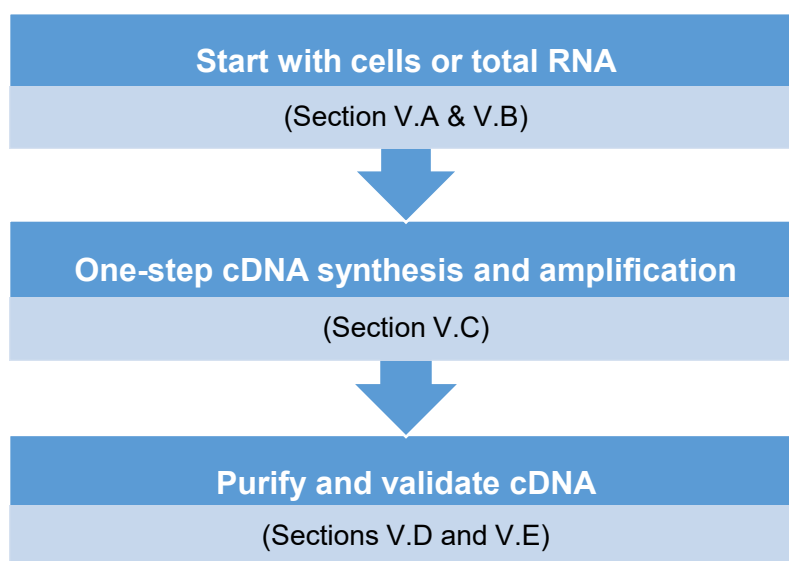 Start with cells or total RNA
(Section V.A & V.B)
One-step cDNA synthesis and amplification
(Section V.C)
Purify and validate cDNA
(Sections V.D and V.E)